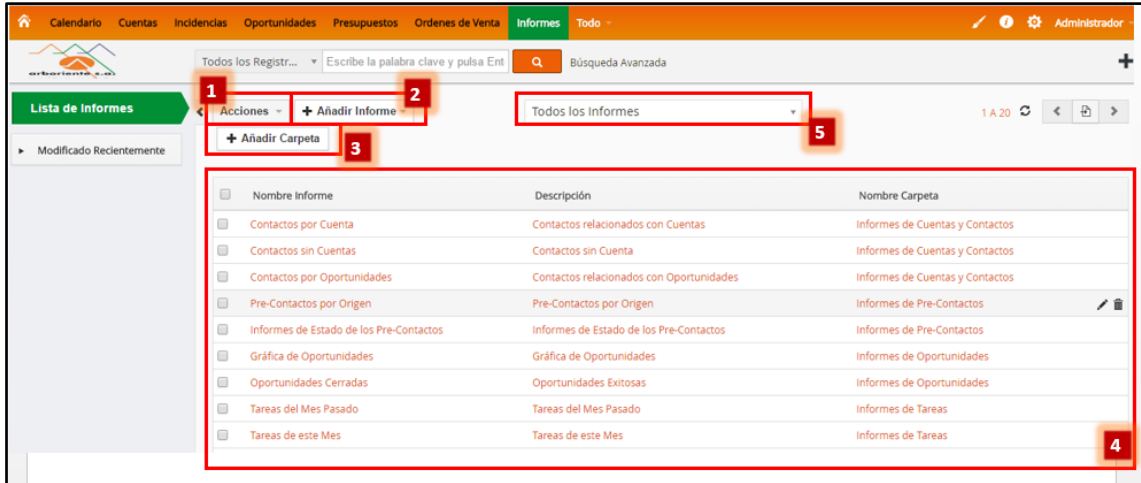 Calendario Cuentas Incidencias Oportunidades Presupuestos Ordenes de Venta Informes Todo Administrador
arboriente s.a. Todos los Registr... Escribe la palabra clave y pulsa Ent Búsqueda Avanzada
1 2
Lista de Informes Acciones + Añadir Informe Todos los Informes 1 A 20
5
+ Añadir Carpeta 3
Modificado Recientemente
Nombre Informe Descripción Nombre Carpeta
Contactos por Cuenta Contactos relacionados con Cuentas Informes de Cuentas y Contactos
Contactos sin Cuentas Contactos sin Cuenta Informes de Cuentas y Contactos
Contactos por Oportunidades Contactos relacionados con Oportunidades Informes de Cuentas y Contactos
Pre-Contactos por Origen Pre-Contactos por Origen Informes de Pre-Contactos
Informes de Estado de los Pre-Contactos Informes de Estado de los Pre-Contactos Informes de Pre-Contactos
Gráfica de Oportunidades Gráfica de Oportunidades Informes de Oportunidades
Oportunidades Cerradas Oportunidades Exitosas Informes de Oportunidades
Tareas del Mes Pasado Tareas del Mes Pasado Informes de Tareas
Tareas de este Mes Tareas de este Mes Informes de Tareas
4